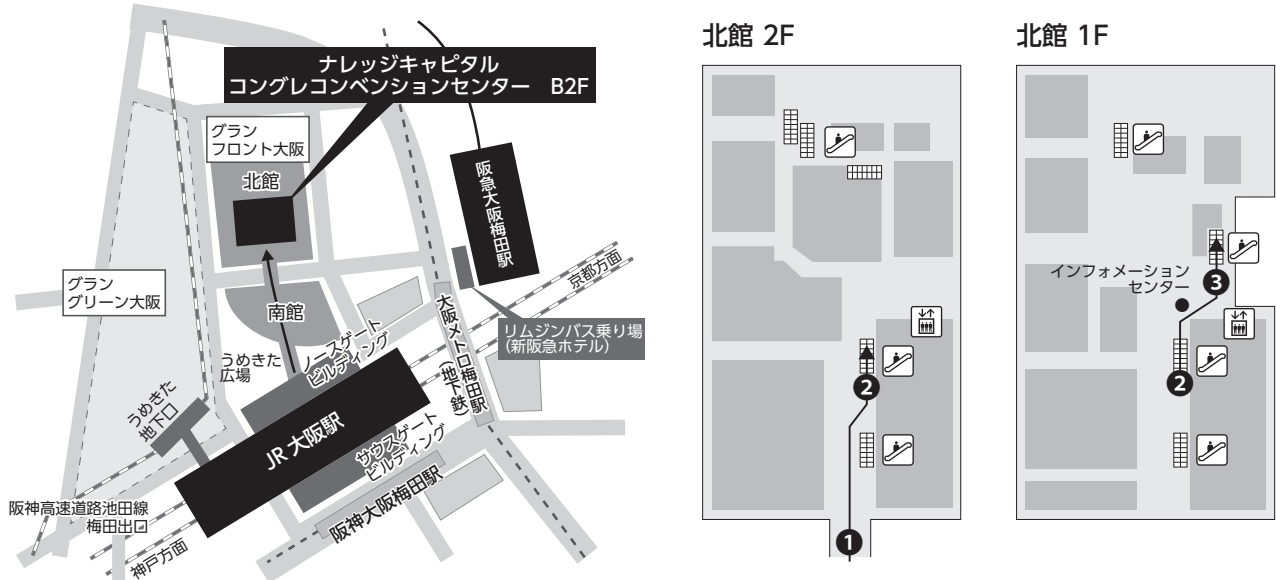 ナレッジキャピタル
コングレコンベンションセンター　B2F
グラン
フロント大阪
北館
阪急大阪梅田駅
グラン
グリーン大阪
南館
京都方面
大阪メトロ梅田駅
（地下鉄）
リムジンバス乗り場
（新阪急ホテル）
ノースゲート
ビルディング
うめきた
広場
うめきた
地下口
JR 大阪駅
サウスゲート
ビルディング
阪神大阪梅田駅
阪神高速道路池田線
梅田出口
神戸方面
北館 2F
2
1
北館 1F
インフォメーション
センター
3
2